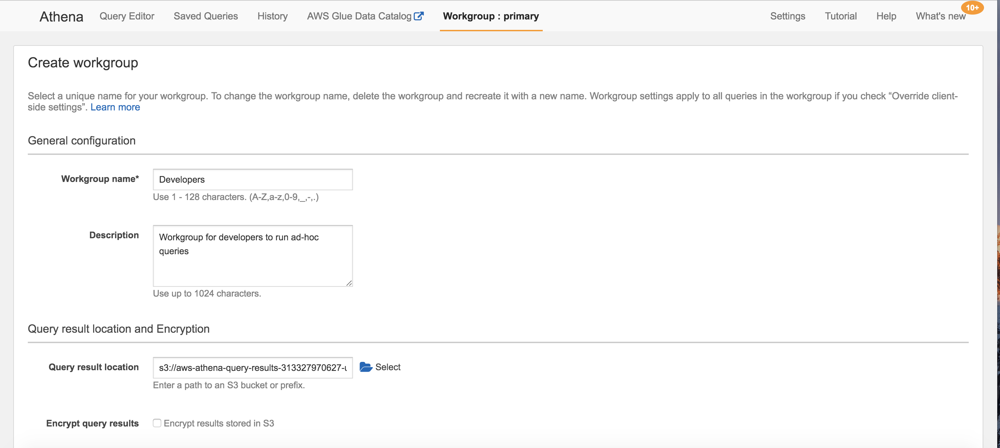 Athena Query Editor Saved Queries History AWS Glue Data Catalog Workgroup : primary Settings Tutorial Help What's new 10+
Create workgroup
Select a unique name for your workgroup. To change the workgroup name, delete the workgroup and recreate it with a new name. Workgroup settings apply to all queries in the workgroup if you check “Override client-
side settings”. Learn more
General configuration
Workgroup name* Developers
Use 1 - 128 characters. (A-Z,a-z,0-9,_,-,.)
Description Workgroup for developers to run ad-hoc
queries
Use up to 1024 characters.
Query result location and Encryption
Query result location s3://aws-athena-query-results-313327970627-u Select
Enter a path to an S3 bucket or prefix.
Encrypt query results Encrypt results stored in S3